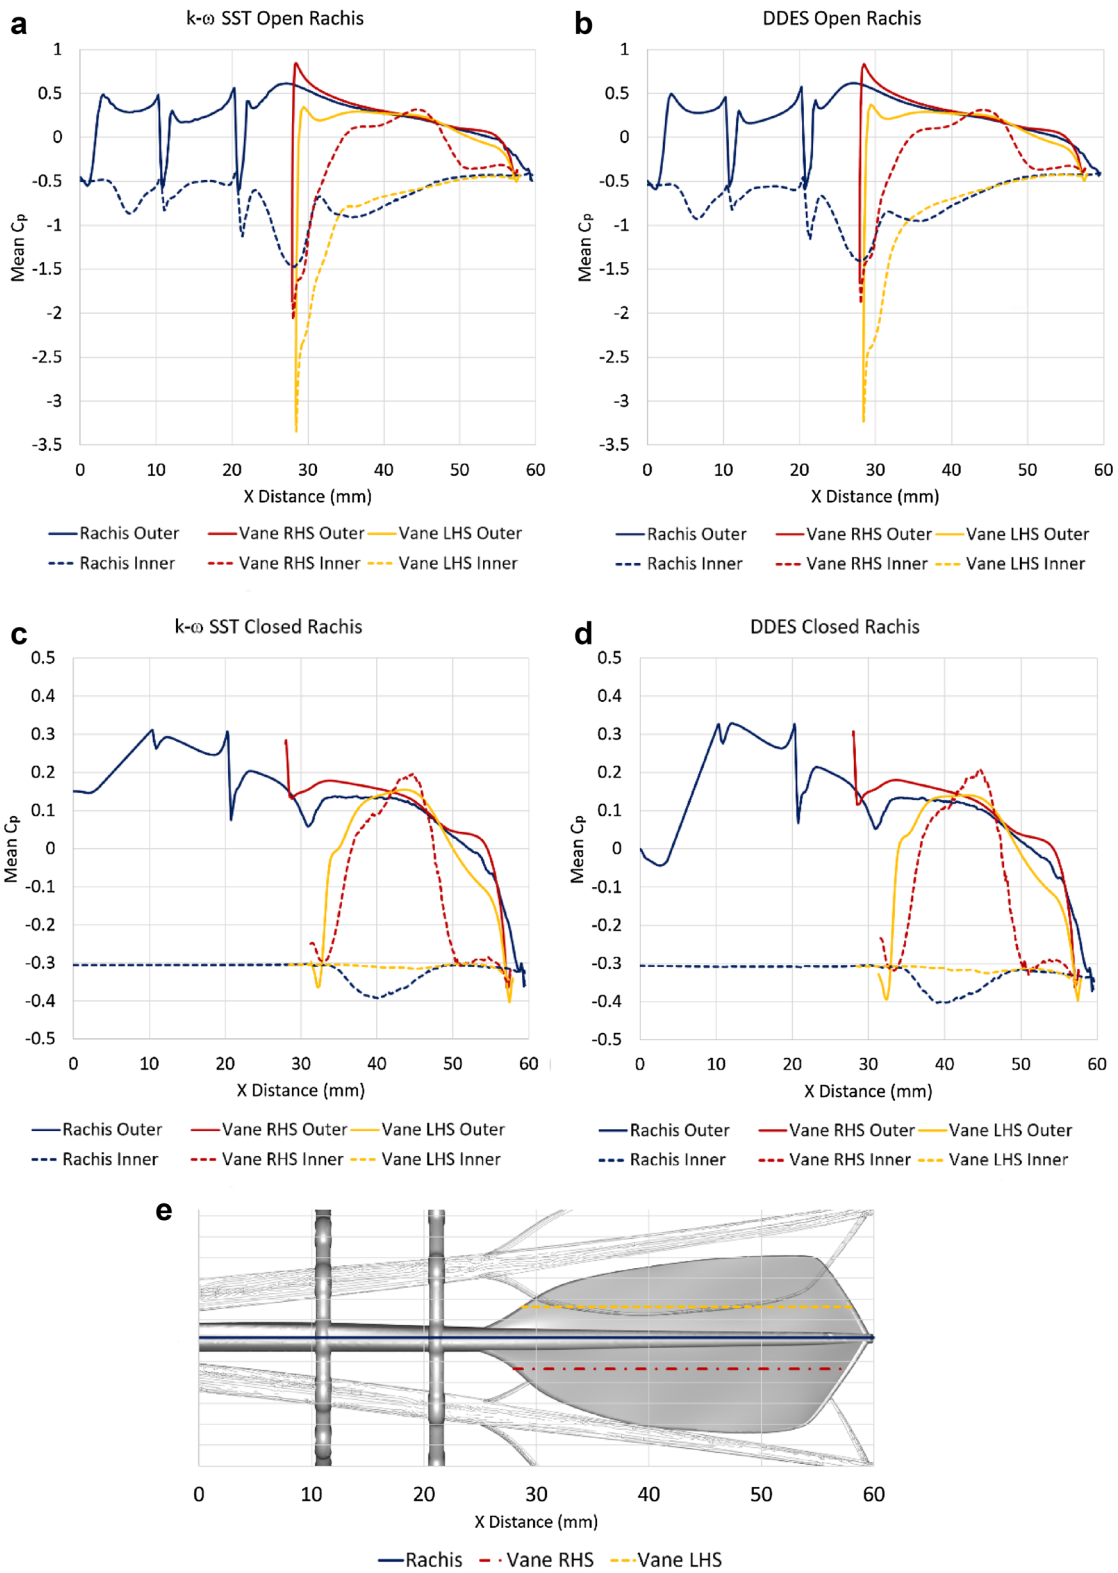 a
k-ω SST Open Rachis
1
0.5
0
-0.5
-1
-1.5
-2
-2.5
-3
-3.5
Mean Cp
0 10 20 30 40 50 60
X Distance (mm)
Rachis Outer Vane RHS Outer Vane LHS Outer
Rachis Inner Vane RHS Inner Vane LHS Inner
b
DDES Open Rachis
1
0.5
0
-0.5
-1
-1.5
-2
-2.5
-3
-3.5
Mean Cp
0 10 20 30 40 50 60
X Distance (mm)
Rachis Outer Vane RHS Outer Vane LHS Outer
Rachis Inner Vane RHS Inner Vane LHS Inner
c
k-ω SST Closed Rachis
0.5
0.4
0.3
0.2
0.1
0
-0.1
-0.2
-0.3
-0.4
-0.5
Mean Cp
0 10 20 30 40 50 60
X Distance (mm)
Rachis Outer Vane RHS Outer Vane LHS Outer
Rachis Inner Vane RHS Inner Vane LHS Inner
d
DDES Closed Rachis
0.5
0.4
0.3
0.2
0.1
0
-0.1
-0.2
-0.3
-0.4
-0.5
Mean Cp
0 10 20 30 40 50 60
X Distance (mm)
Rachis Outer Vane RHS Outer Vane LHS Outer
Rachis Inner Vane RHS Inner Vane LHS Inner
e
0 10 20 30 40 50 60
X Distance (mm)
Rachis Vane RHS Vane LHS